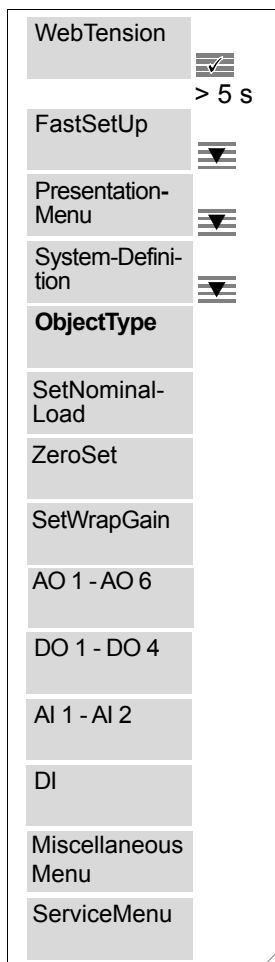 WebTension
> 5 s
FastSetUp
Presentation-
Menu
System-Defini-
tion
ObjectType
SetNominal-
Load
ZeroSet
SetWrapGain
AO 1 - AO 6
DO 1 - DO 4
AI 1 - AI 2
DI
Miscellaneous
Menu
ServiceMenu